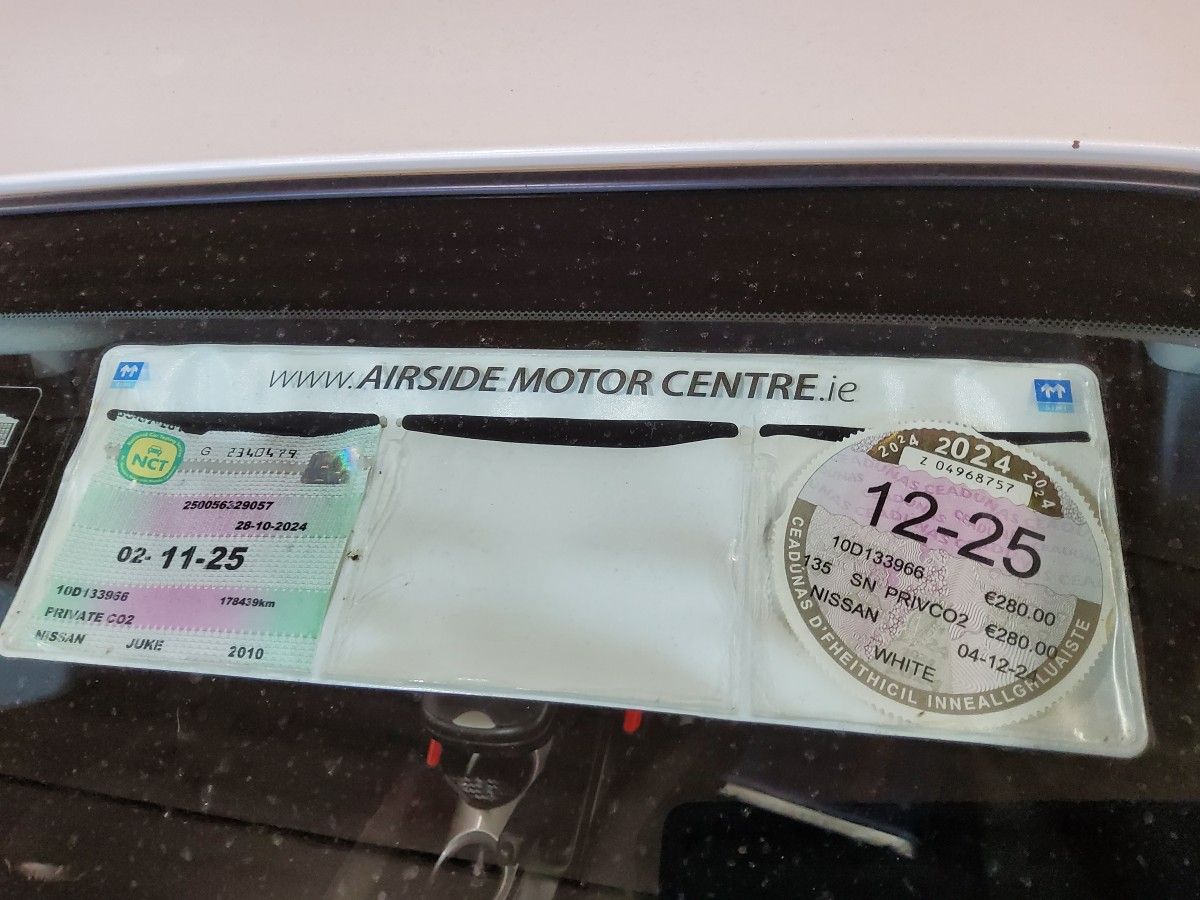 www.AIRSIDE MOTOR CENTRE.ie
NCT
G 2340479
250056329057
28-10-2024
02- 11-25
10D133966
178439km
PRIVATE CO2
NISSAN JUKE 2010
2024 2024 2024
Z 04968757
12-25
10D133966
135 SN PRIVCO2 €280.00
NISSAN €280.00
WHITE 04-12-24
CEADÚNAS D'FHEITHICIL INNEALLGHLUAISTE